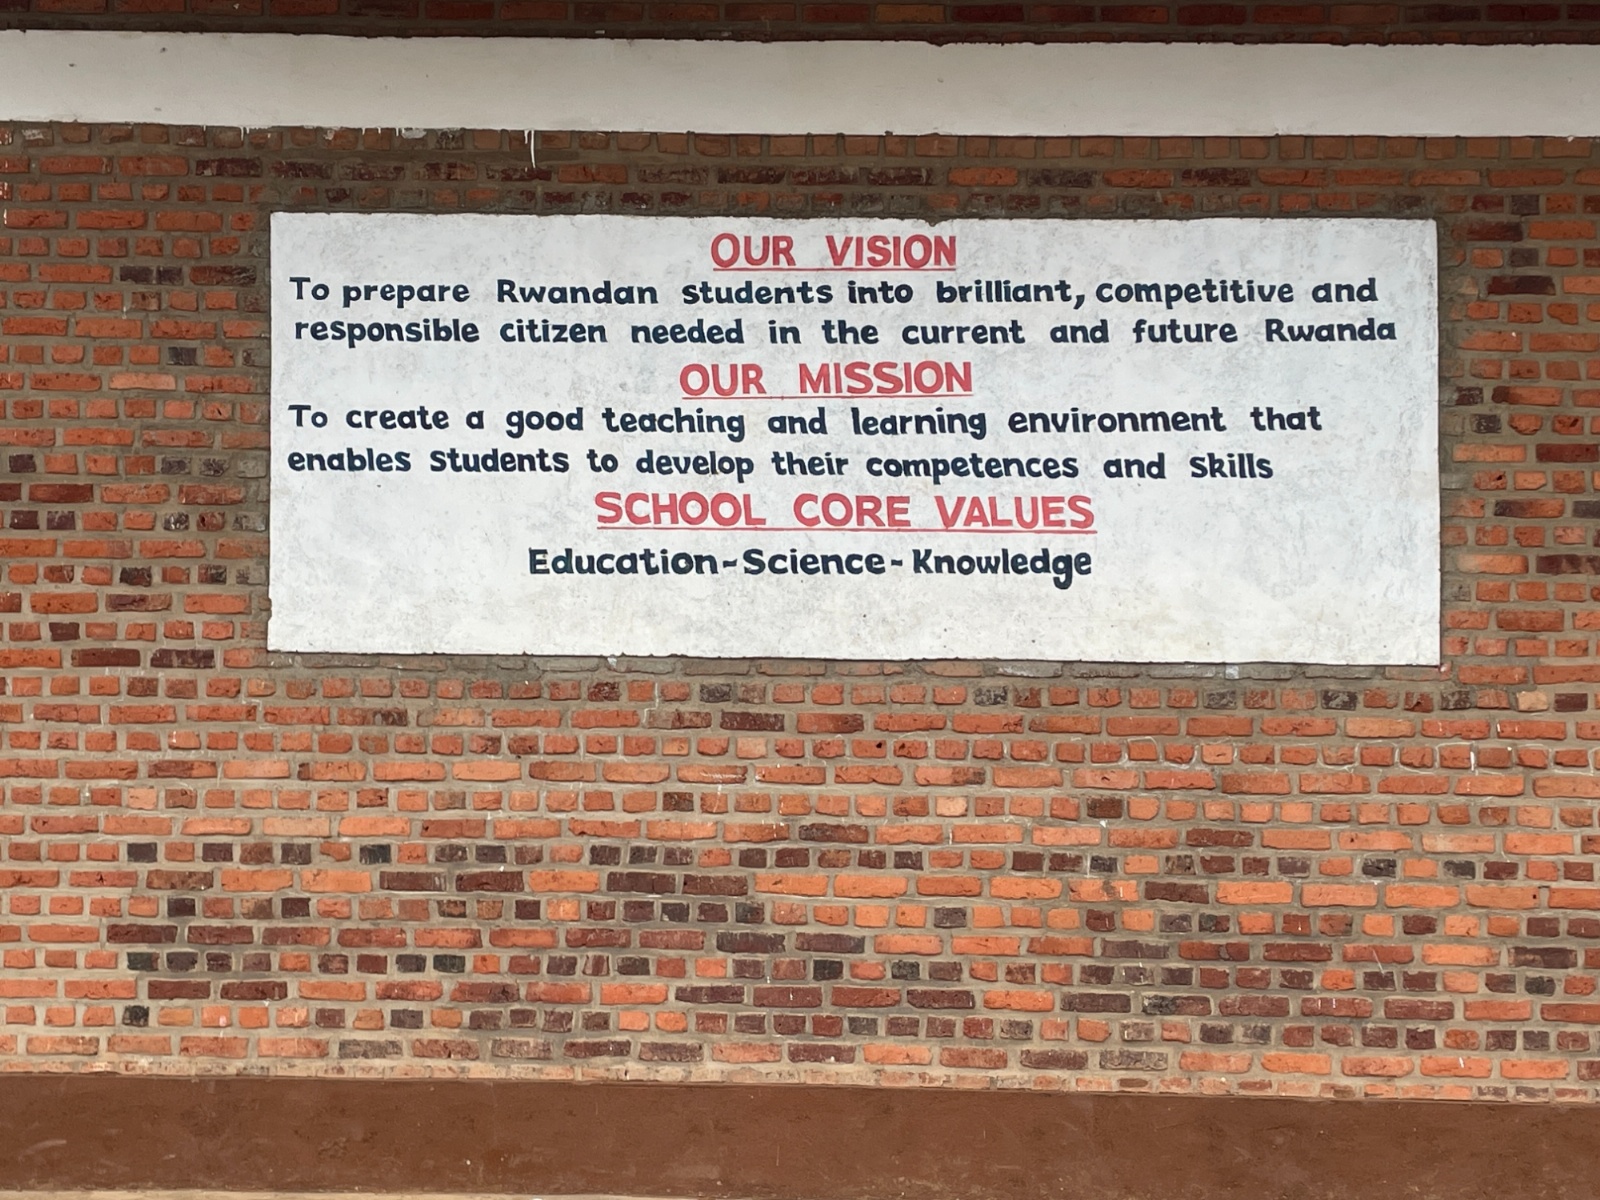 OUR VISION
To prepare Rwandan students into brilliant, competitive and
responsible citizen needed in the current and future Rwanda
OUR MISSION
To create a good teaching and learning environment that
enables students to develop their competences and skills
SCHOOL CORE VALUES
Education-Science-Knowledge